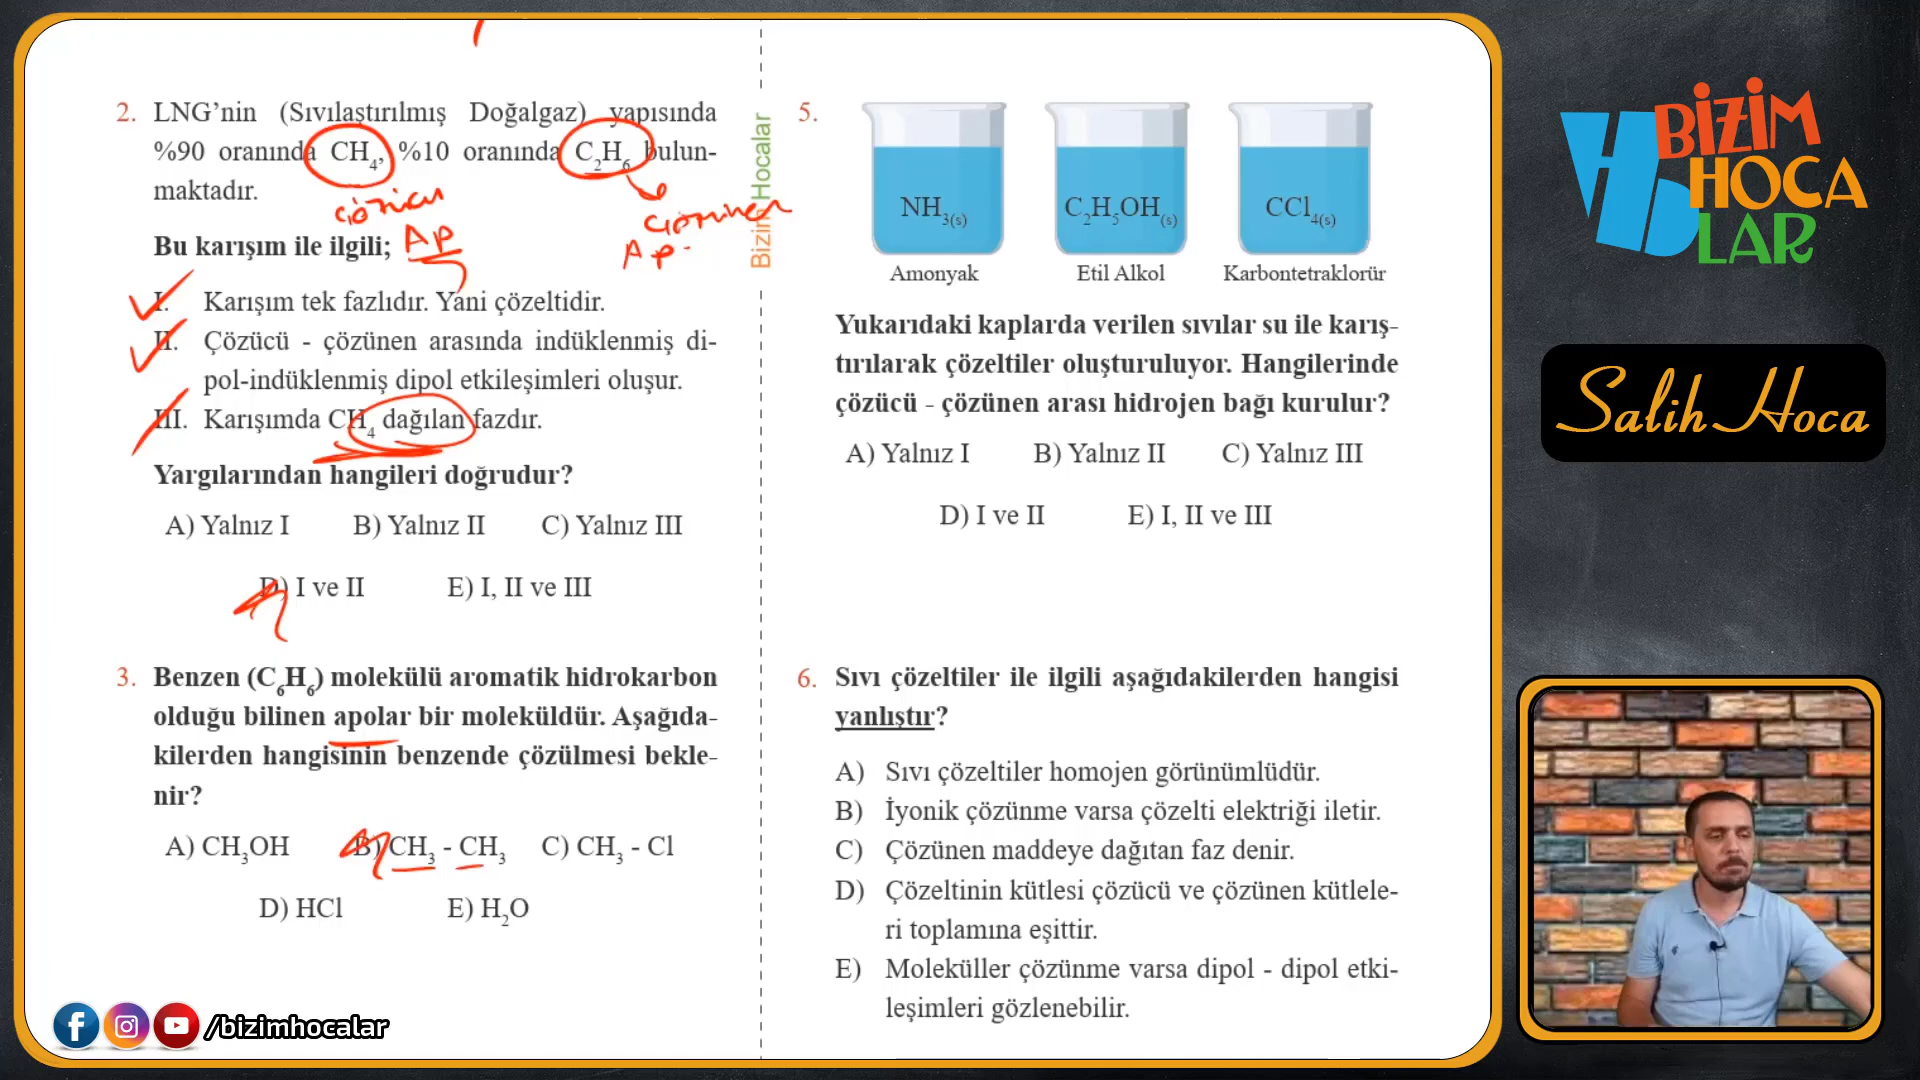 2. LNG’nin (Sıvılaştırılmış Doğalgaz) yapısında
%90 oranında CH4, %10 oranında C2H6 bulun-
maktadır.
çözücü
Ap
çözünen
Ap
Bu karışım ile ilgili;
I. Karışım tek fazlıdır. Yani çözeltidir.
II. Çözücü - çözünen arasında indüklenmiş di-
pol-indüklenmiş dipol etkileşimleri oluşur.
III. Karışımda CH4 dağılan fazdır.
Yargılarından hangileri doğrudur?
A) Yalnız I B) Yalnız II C) Yalnız III
D) I ve II E) I, II ve III
3. Benzen (C6H6) molekülü aromatik hidrokarbon
olduğu bilinen apolar bir moleküldür. Aşağıda-
kilerden hangisinin benzende çözülmesi bekle-
nir?
A) CH3OH B) CH3 - CH3 C) CH3 - Cl
D) HCl E) H2O
Bizim Hocalar
5.
NH3(s) C2H5OH(s) CCl4(s)
Amonyak Etil Alkol Karbontetraklorür
Yukarıdaki kaplarda verilen sıvılar su ile karış-
tırılarak çözeltiler oluşturuluyor. Hangilerinde
çözücü - çözünen arası hidrojen bağı kurulur?
A) Yalnız I B) Yalnız II C) Yalnız III
D) I ve II E) I, II ve III
6. Sıvı çözeltiler ile ilgili aşağıdakilerden hangisi
yanlıştır?
A) Sıvı çözeltiler homojen görünümlüdür.
B) İyonik çözünme varsa çözelti elektriği iletir.
C) Çözünen maddeye dağıtan faz denir.
D) Çözeltinin kütlesi çözücü ve çözünen kütlele-
ri toplamına eşittir.
E) Moleküller çözünme varsa dipol - dipol etki-
leşimleri gözlenebilir.
/bizimhocalar
BİZİM
HOCA
LAR
Salih Hoca